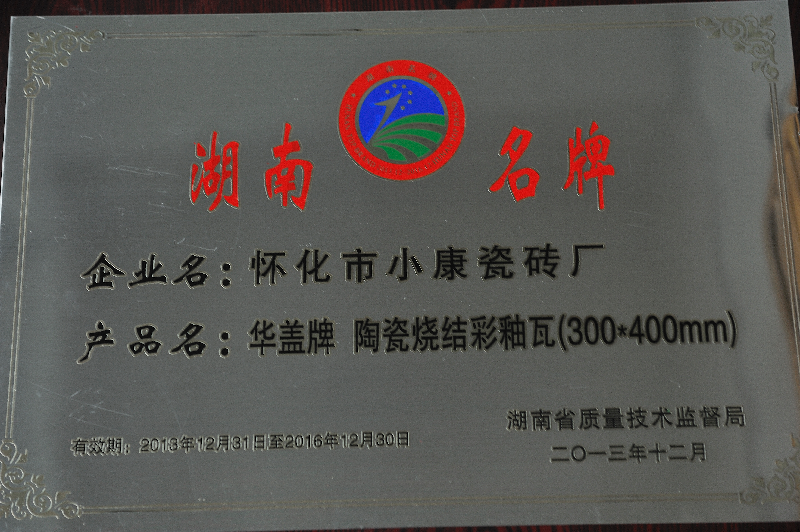 湖南名牌
企业名：怀化市小康瓷砖厂
产品名：华盖牌 陶瓷烧结彩釉瓦(300*400mm)
有效期：2013年12月31日至2016年12月30日
湖南省质量技术监督局
二〇一三年十二月